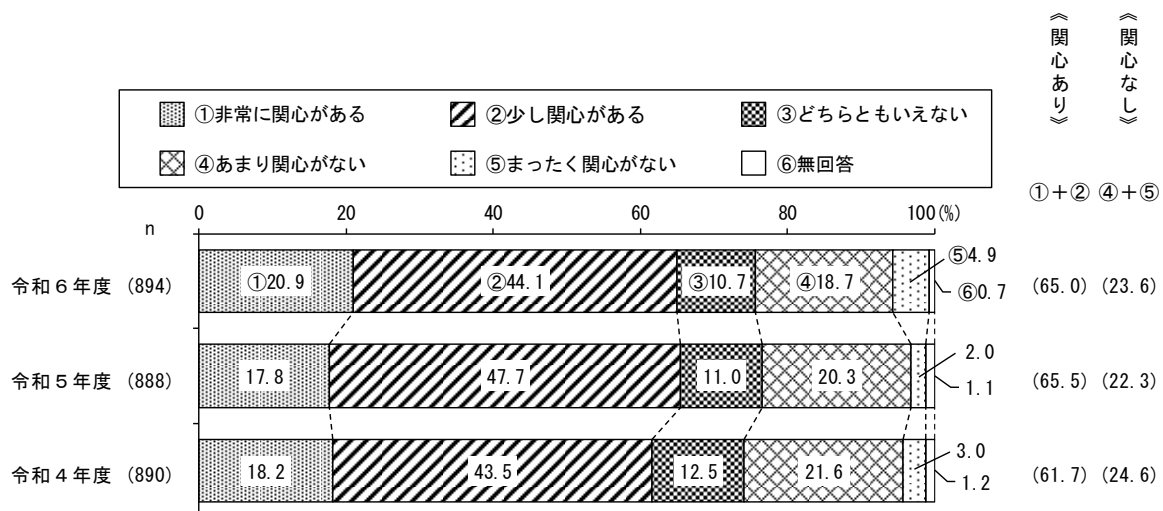 《関心あり》 《関心なし》
①非常に関心がある ②少し関心がある ③どちらともいえない
④あまり関心がない ⑤まったく関心がない ⑥無回答
①+② ④+⑤
0 20 40 60 80 100(%)
n
令和6年度 (894) ①20.9 ②44.1 ③10.7 ④18.7 ⑤4.9 ⑥0.7 (65.0) (23.6)
令和5年度 (888) 17.8 47.7 11.0 20.3 2.0 1.1 (65.5) (22.3)
令和4年度 (890) 18.2 43.5 12.5 21.6 3.0 1.2 (61.7) (24.6)